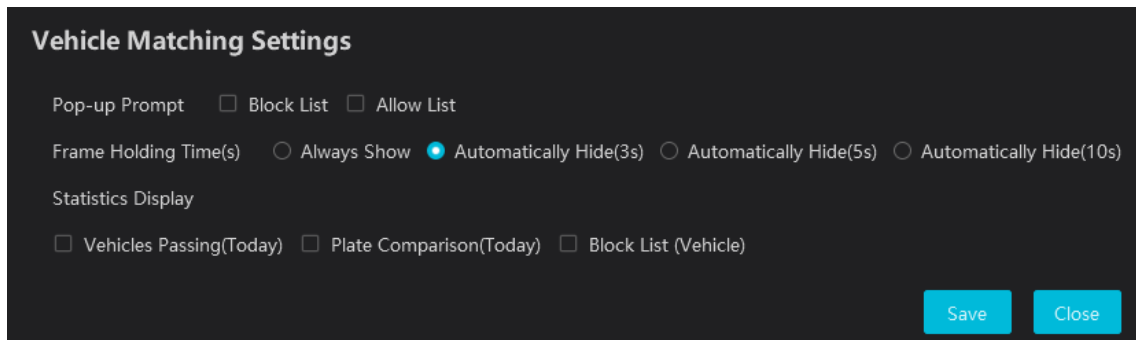 Vehicle Matching Settings
Pop-up Prompt Block List Allow List
Frame Holding Time(s) Always Show Automatically Hide(3s) Automatically Hide(5s) Automatically Hide(10s)
Statistics Display
Vehicles Passing(Today) Plate Comparison(Today) Block List (Vehicle)
Save Close